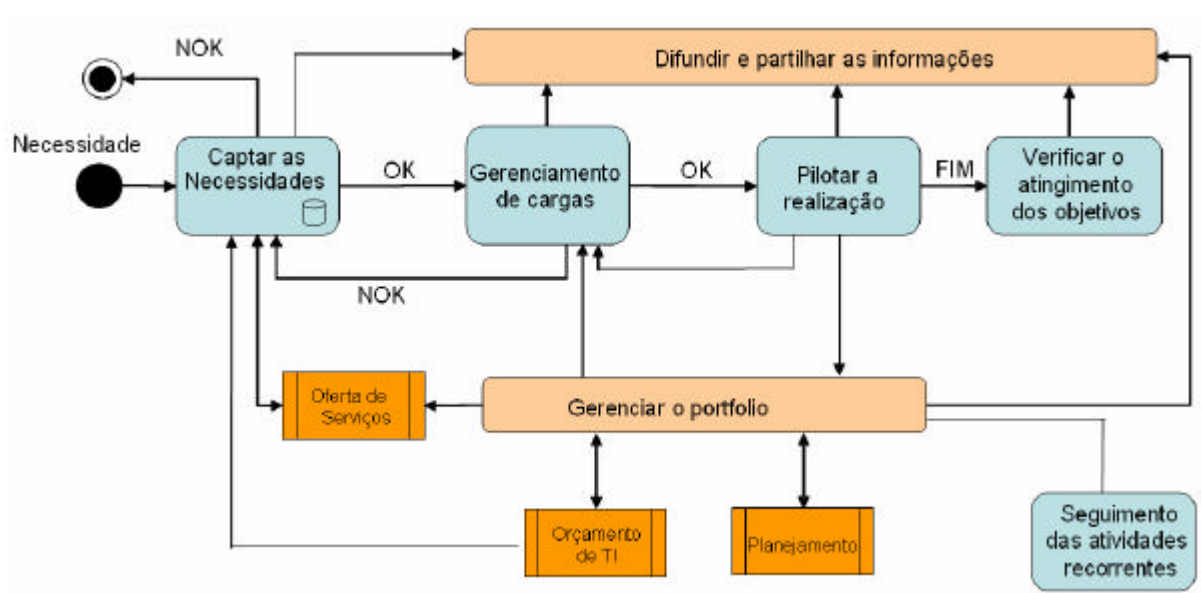 NOK
Difundir e partilhar as informações
Necessidade
Captar as
Necessidades
OK
Gerenciamento
de cargas
OK
Pilotar a
realização
FIM
Verificar o
atingimento
dos objetivos
NOK
Oferta de
Serviços
Gerenciar o portfolio
Orçamento
de TI
Planejamento
Seguimento
das atividades
recorrentes